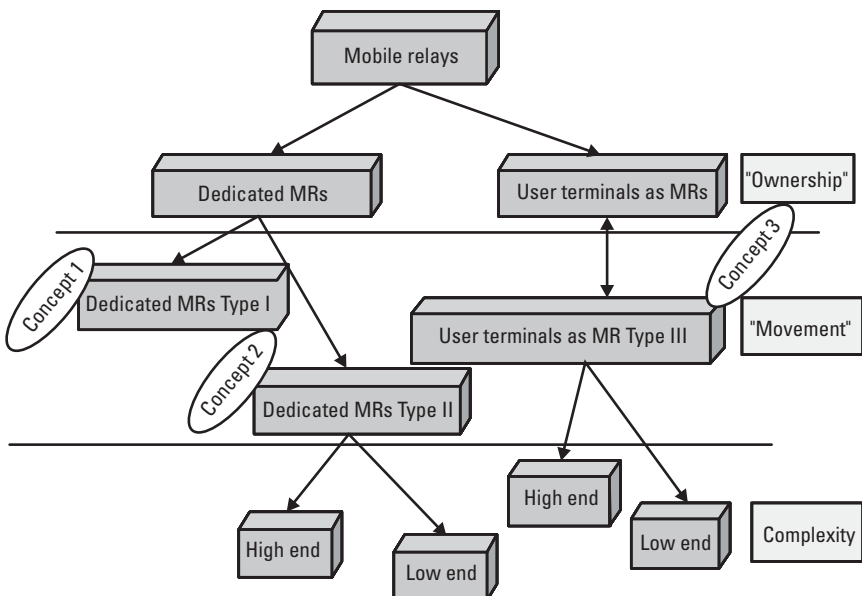 Mobile relays
Dedicated MRs
User terminals as MRs
"Ownership"
Concept 1
Dedicated MRs Type I
Concept 3
User terminals as MR Type III
"Movement"
Concept 2
Dedicated MRs Type II
High end
Low end
High end
Low end
Complexity